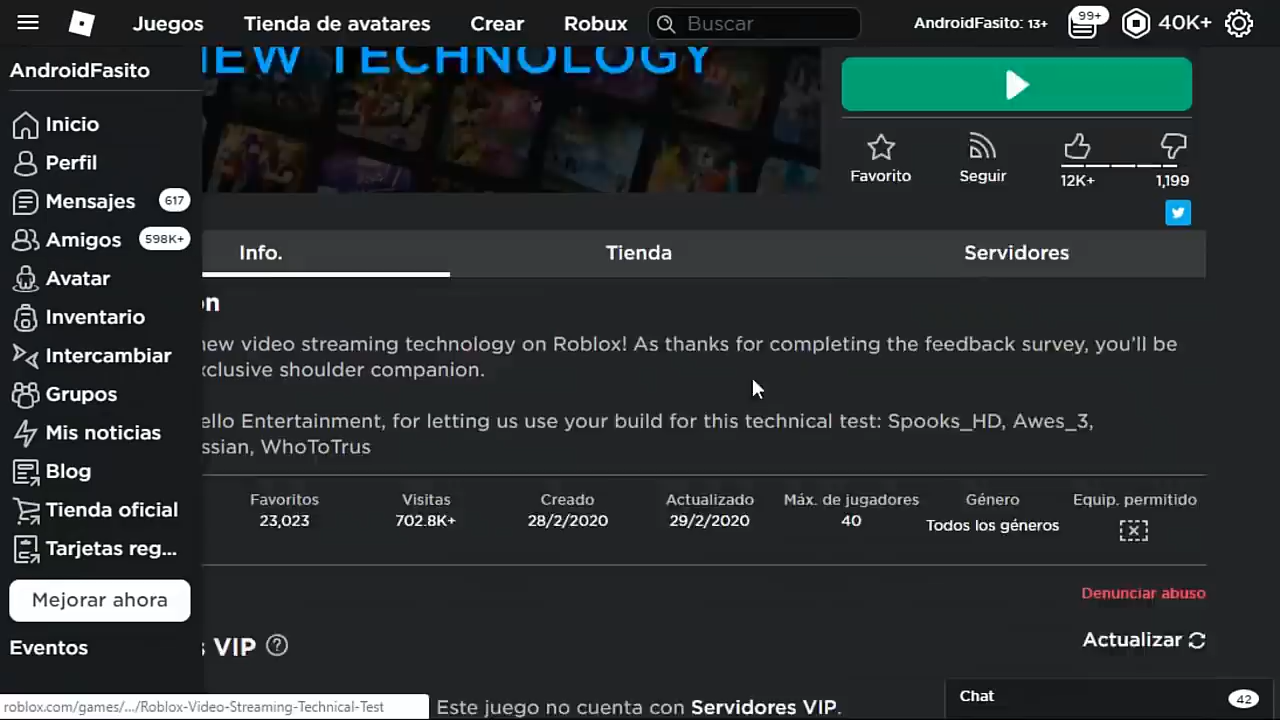 Juegos Tienda de avatares Crear Robux Buscar AndroidFasito: 13+ 99+ 40K+
AndroidFasito
Inicio
Perfil
Mensajes 617
Amigos 598K+
Avatar
Inventario
Intercambiar
Grupos
Mis noticias
Blog
Tienda oficial
Tarjetas reg...
Mejorar ahora
Eventos
NEW TECHNOLOGY
Favorito Seguir 12K+ 1,199
Info. Tienda Servidores
on
new video streaming technology on Roblox! As thanks for completing the feedback survey, you'll be
xclusive shoulder companion.
ello Entertainment, for letting us use your build for this technical test: Spooks_HD, Awes_3,
ssian, WhoToTrus
Favoritos Visitas Creado Actualizado Máx. de jugadores Género Equip. permitido
23,023 702.8K+ 28/2/2020 29/2/2020 40 Todos los géneros
Denunciar abuso
s VIP Actualizar
Este juego no cuenta con Servidores VIP.
Chat 42
roblox.com/games/.../Roblox-Video-Streaming-Technical-Test